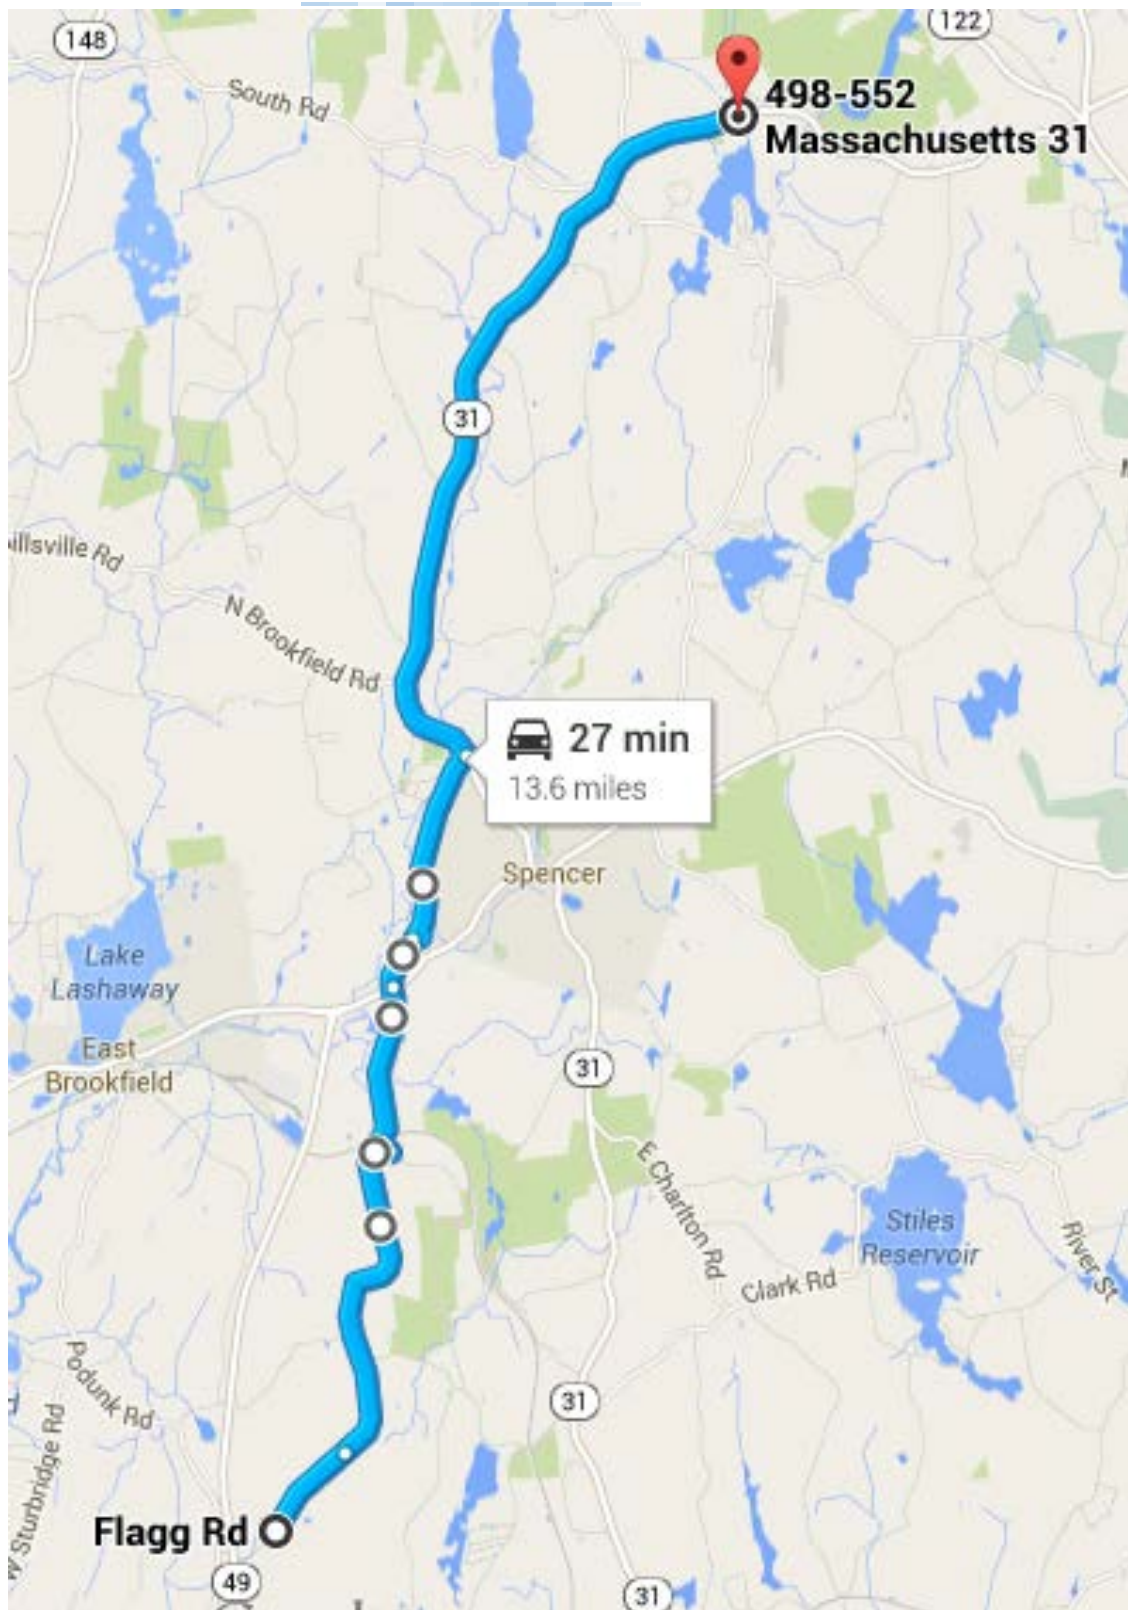 148
122
498-552
Massachusetts 31
South Rd
31
N Brookfield Rd
27 min
13.6 miles
Spencer
Lake
Lashaway
East
Brookfield
31
E Charlton Rd
Stiles
Reservoir
Clark Rd
River St
Podunk Rd
31
W Sturbridge Rd
Flagg Rd
49
31